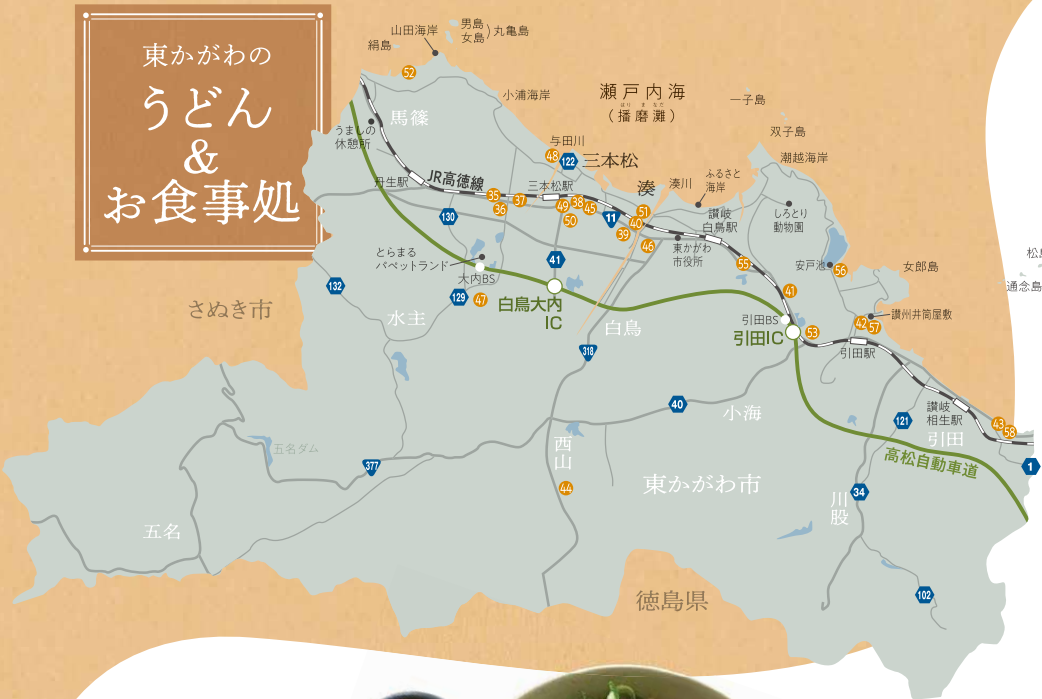 東かがわの
うどん
&
お食事処
山田海岸
男島
女島
丸亀島
絹島
52
小浦海岸
瀬戸内海
はりまなだ
（播磨灘）
一子島
双子島
潮越海岸
馬篠
うましの
休憩所
与田川
48
122
三本松
丹生駅
JR高徳線
三本松駅
湊
湊川
ふるさと
海岸
35
36
37
49
38
45
50
11
51
40
39
46
讃岐
白鳥駅
しろとり
動物園
東かがわ
市役所
130
とらまる
パペットランド
大内BS
41
55
安戸池
56
女郎島
松島
通念島
132
129
47
白鳥大内
IC
41
さぬき市
水主
白鳥
引田BS
引田IC
53
42
57
讃州井筒屋敷
引田駅
318
40
小海
121
讃岐
相生駅
43
58
引田
西山
五名ダム
377
44
東かがわ市
高松自動車道
1
34
川股
五名
102
徳島県